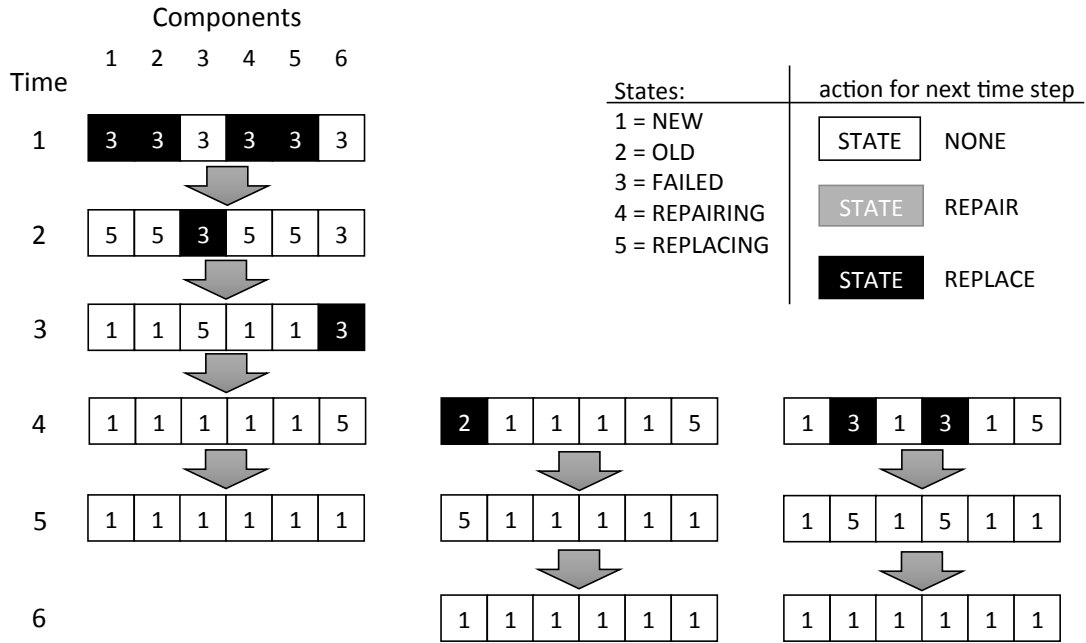 Components
1 2 3 4 5 6
Time
1 3 3 3 3 3 3
2 5 5 3 5 5 3
3 1 1 5 1 1 3
4 1 1 1 1 1 5
5 1 1 1 1 1 1
6
States:
1 = NEW
2 = OLD
3 = FAILED
4 = REPAIRING
5 = REPLACING
action for next time step
STATE NONE
STATE REPAIR
STATE REPLACE
2 1 1 1 1 5
5 1 1 1 1 1
1 1 1 1 1 1
1 3 1 3 1 5
1 5 1 5 1 1
1 1 1 1 1 1